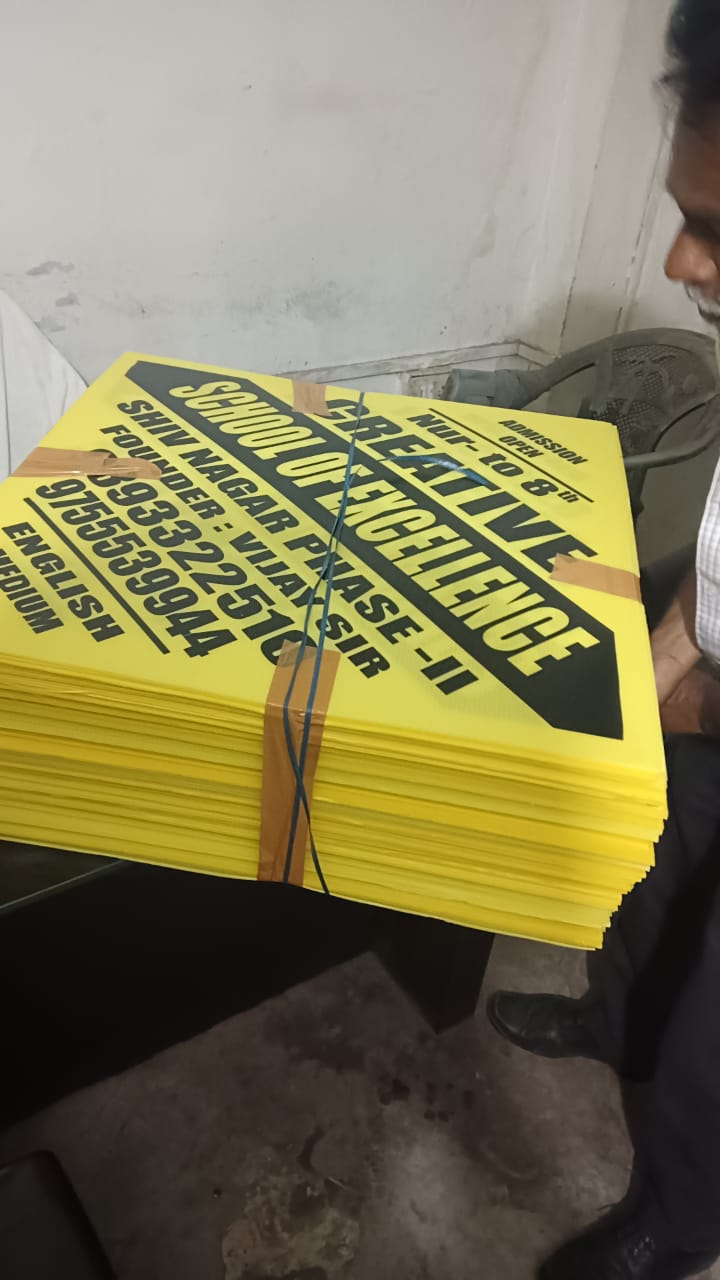 ADMISSION
OPEN
Nur- to 8th
CREATIVE
SCHOOL OF EXCELLENCE
SHIV NAGAR PHASE -II
FOUNDER : VIJAY SIR
9755539944
ENGLISH
MEDIUM